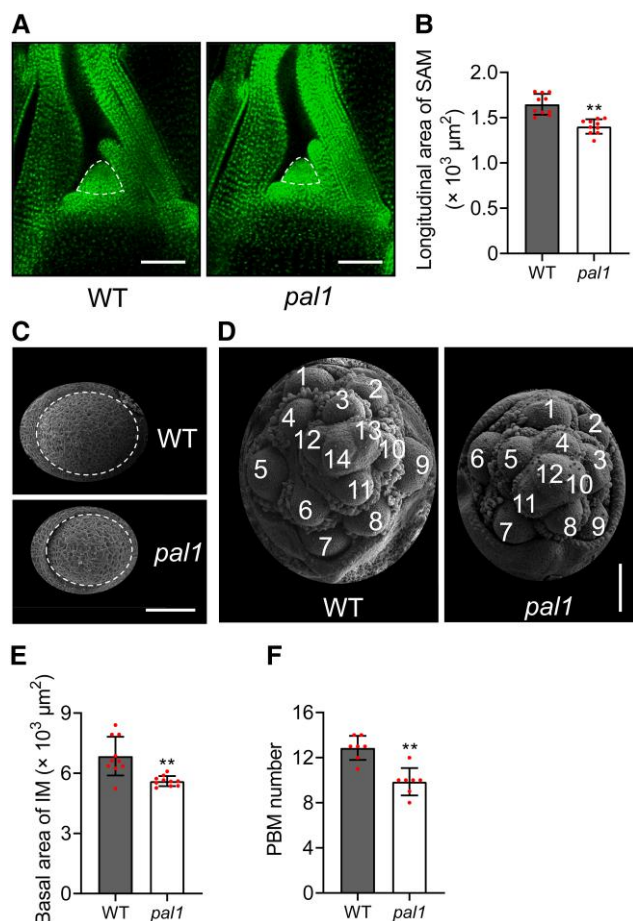 A
WT
pal1
B
Longitudinal area of SAM
(× 10³ μm²)
2.0
1.5
1.0
0.5
0
**
WT
pal1
C
WT
pal1
D
1
2
3
4
13
12
10
14
5
9
11
6
8
7
WT
1
2
4
3
6
5
12
10
11
7
8
9
pal1
E
Basal area of IM (× 10³ μm²)
9
6
3
0
**
WT
pal1
F
PBM number
16
12
8
4
0
**
WT
pal1